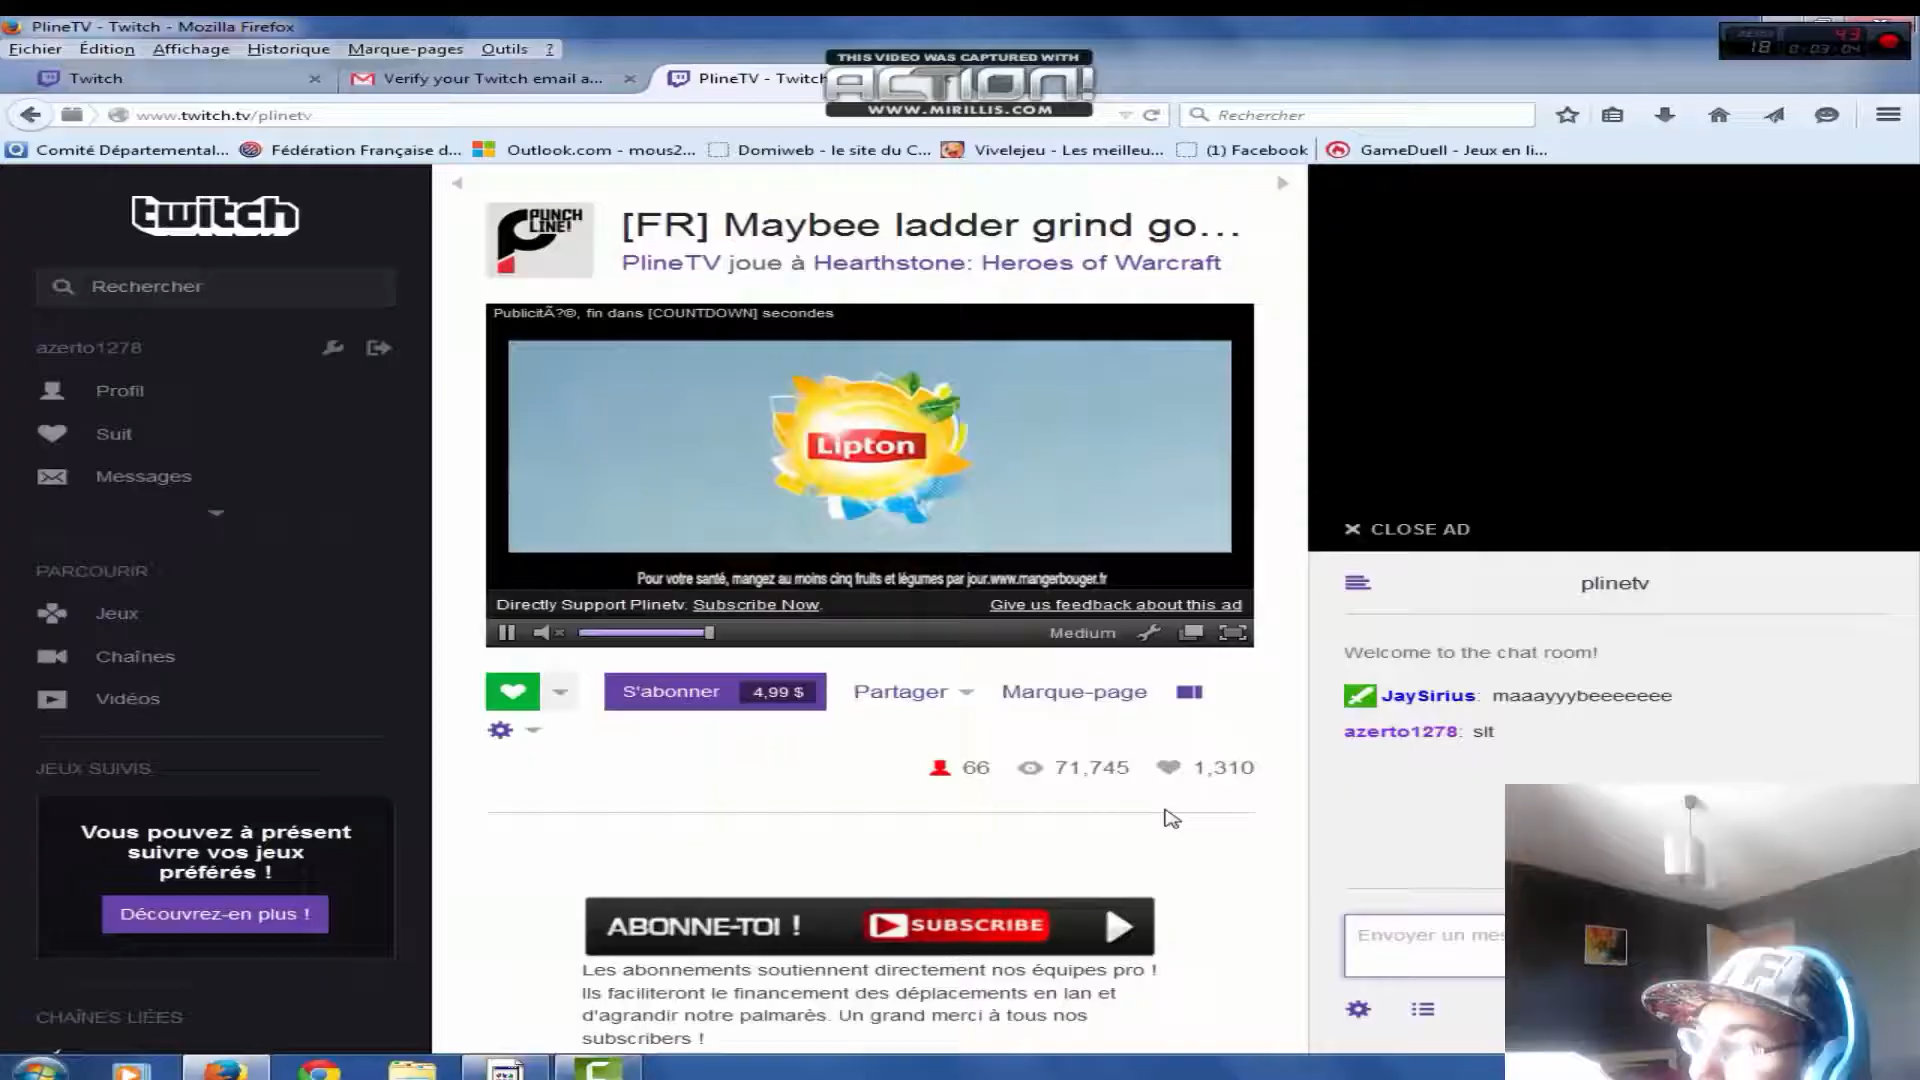 PlineTV - Twitch - Mozilla Firefox
Fichier Édition Affichage Historique Marque-pages Outils ?
THIS VIDEO WAS CAPTURED WITH
ACTION!
WWW.MIRILLIS.COM
43
18 0:03:04
Twitch
Verify your Twitch email a...
PlineTV - Twitch
www.twitch.tv/plinetv
Rechercher
Comité Départemental...
Fédération Française d...
Outlook.com - mous2...
Domiweb - le site du C...
Vivelejeu - Les meilleu...
(1) Facebook
GameDuell - Jeux en li...
twitch
Rechercher
azerto1278
Profil
Suit
Messages
PARCOURIR
Jeux
Chaînes
Vidéos
JEUX SUIVIS
Vous pouvez à présent
suivre vos jeux
préférés !
Découvrez-en plus !
CHAÎNES LIÉES
PUNCH
LINE!
[FR] Maybee ladder grind go...
PlineTV joue à Hearthstone: Heroes of Warcraft
PublicitÃ?©, fin dans [COUNTDOWN] secondes
Lipton
Pour votre santé, mangez au moins cinq fruits et légumes par jour.www.mangerbouger.fr
Directly Support Plinetv. Subscribe Now.
Give us feedback about this ad
Medium
S'abonner 4,99 $
Partager
Marque-page
66 71,745 1,310
ABONNE-TOI ! SUBSCRIBE
Les abonnements soutiennent directement nos équipes pro !
Ils faciliteront le financement des déplacements en lan et
d'agrandir notre palmarès. Un grand merci à tous nos
subscribers !
CLOSE AD
plinetv
Welcome to the chat room!
JaySirius: maaayyybeeeeeee
azerto1278: slt
Envoyer un mes